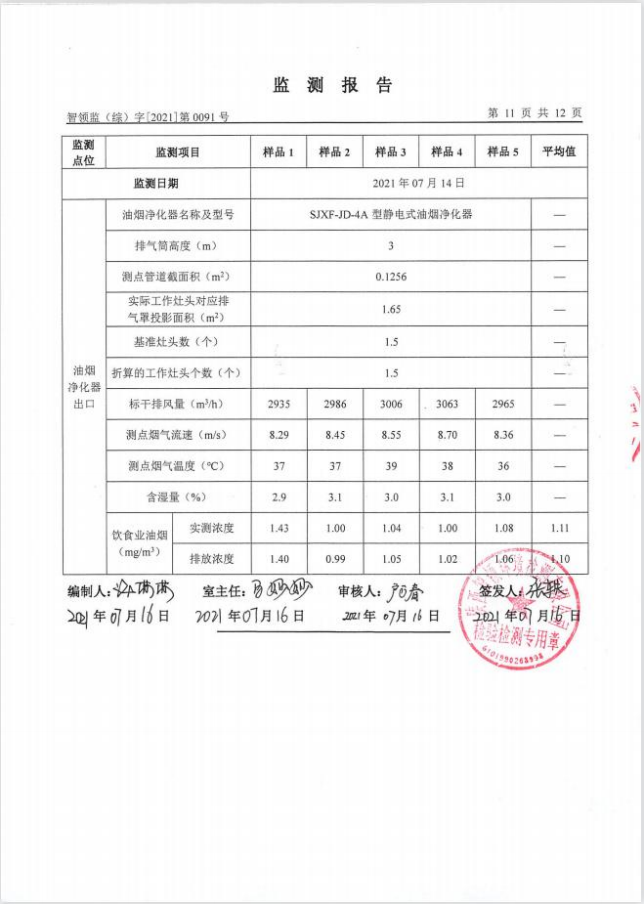 监 测 报 告
智领监（综）字[2021]第 0091 号
第 11 页 共 12 页
监测点位 监测项目 样品 1 样品 2 样品 3 样品 4 样品 5 平均值
监测日期 2021 年 07 月 14 日
油烟净化器出口
油烟净化器名称及型号 SJXF-JD-4A 型静电式油烟净化器 —
排气筒高度（m） 3 —
测点管道截面积（m²） 0.1256 —
实际工作灶头对应排
气罩投影面积（m²） 1.65 —
基准灶头数（个） 1.5 —
折算的工作灶头个数（个） 1.5 —
标干排风量（m³/h） 2935 2986 3006 3063 2965 —
测点烟气流速（m/s） 8.29 8.45 8.55 8.70 8.36 —
测点烟气温度（℃） 37 37 39 38 36 —
含湿量（%） 2.9 3.1 3.0 3.1 3.0 —
饮食业油烟（mg/m³） 实测浓度 1.43 1.00 1.04 1.00 1.08 1.11
排放浓度 1.40 0.99 1.05 1.02 1.06 1.10
编制人： 室主任： 审核人： 签发人：
2021 年 07 月 16 日 2021 年 07 月 16 日 2021 年 07 月 16 日 2021 年 07 月 16 日
检验检测专用章